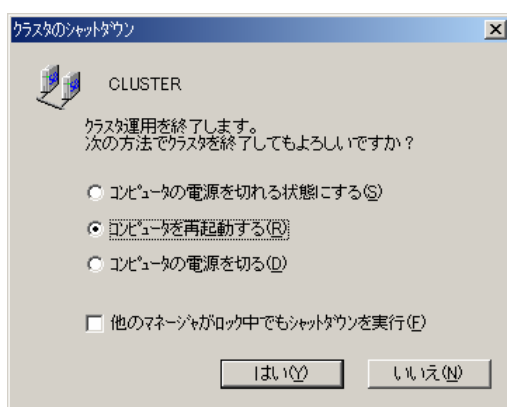 クラスタのシャットダウン
CLUSTER
クラスタ運用を終了します。
次の方法でクラスタを終了してもよろしいですか？
コンピュータの電源を切れる状態にする(S)
コンピュータを再起動する(R)
コンピュータの電源を切る(D)
他のマネージャがロック中でもシャットダウンを実行(F)
はい(Y)
いいえ(N)